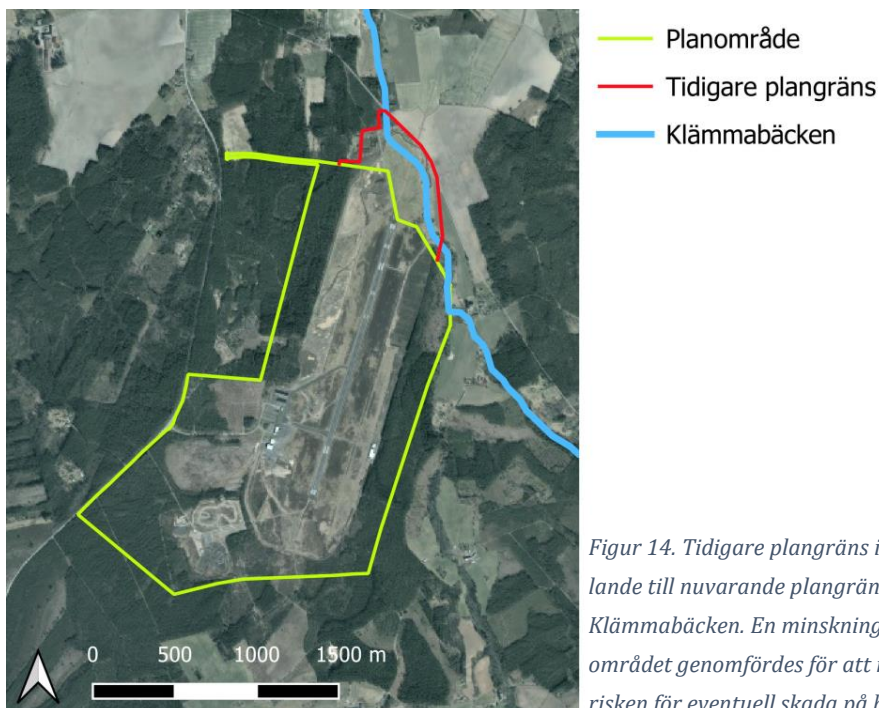 Planområde
Tidigare plangräns
Klämmabäcken
0 500 1000 1500 m
Figur 14. Tidigare plangräns i
lande till nuvarande plangrän
Klämmabäcken. En minskning
området genomfördes för att
risken för eventuell skada på